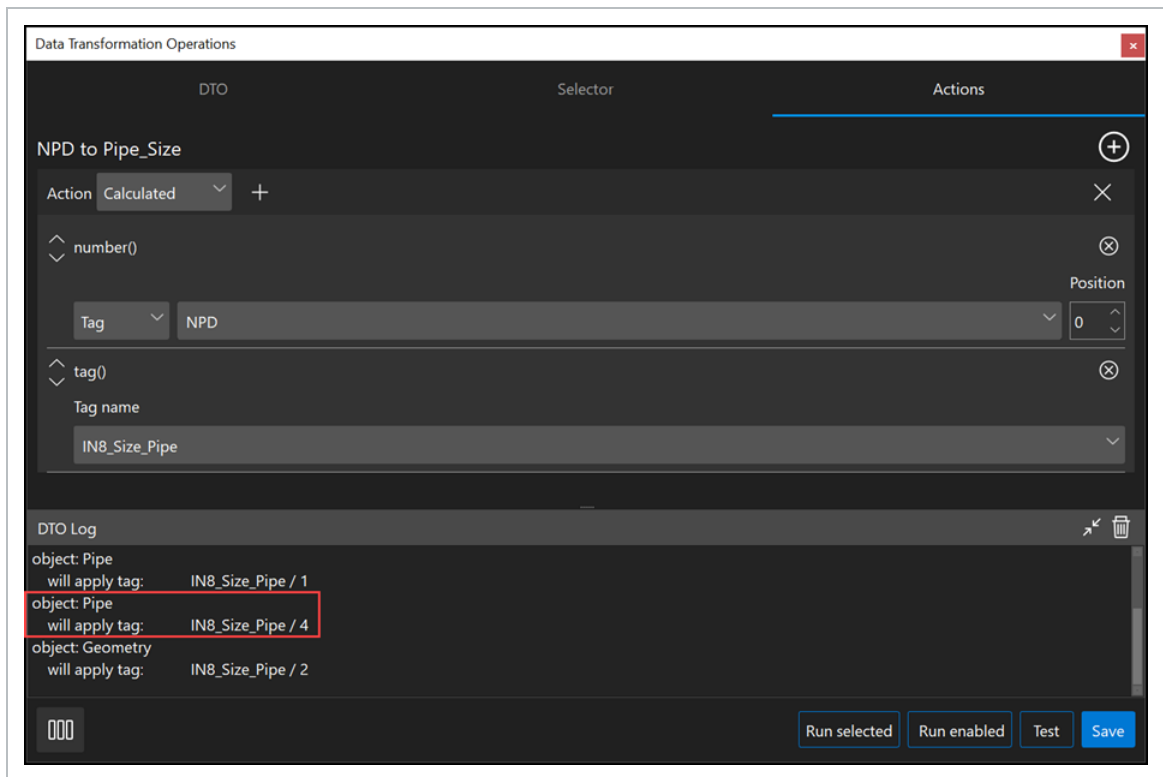 Data Transformation Operations
DTO Selector Actions
NPD to Pipe_Size
Action Calculated
number()
Position
Tag NPD 0
tag()
Tag name
IN8_Size_Pipe
DTO Log
object: Pipe
will apply tag: IN8_Size_Pipe / 1
object: Pipe
will apply tag: IN8_Size_Pipe / 4
object: Geometry
will apply tag: IN8_Size_Pipe / 2
Run selected Run enabled Test Save